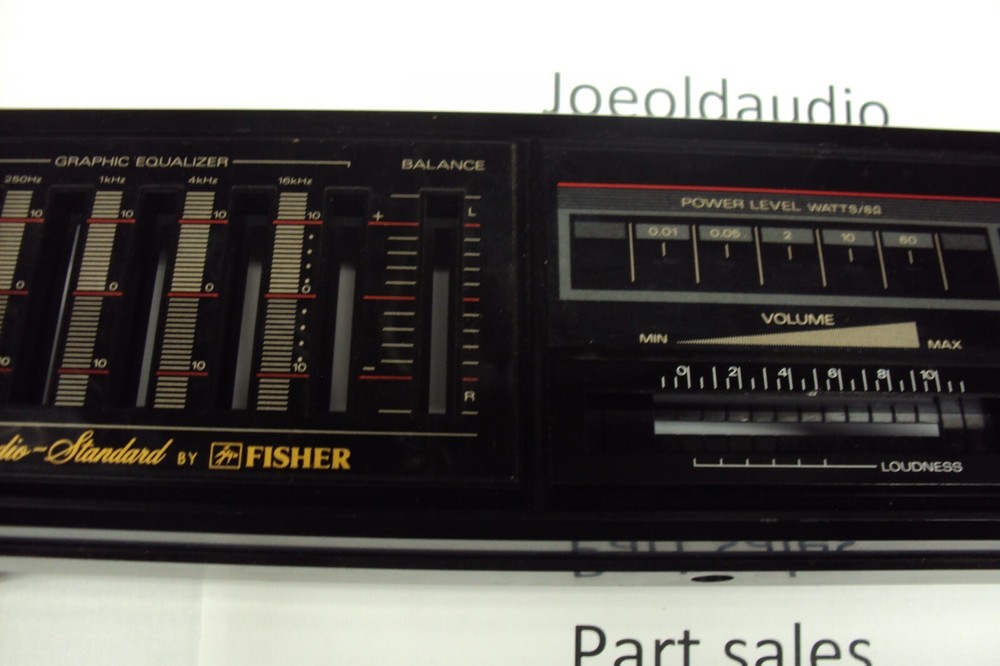 Joeoldaudio
GRAPHIC EQUALIZER
BALANCE
250Hz 1kHz 4kHz 16kHz
10 10 10 10 + L
0 0 0 0
10 10 10 10 - R
dio-Standard BY FISHER
POWER LEVEL WATTS/8Ω
0.01 0.05 2 10 60
VOLUME
MIN MAX
0 2 4 6 8 10
LOUDNESS
Part sales
Part sales